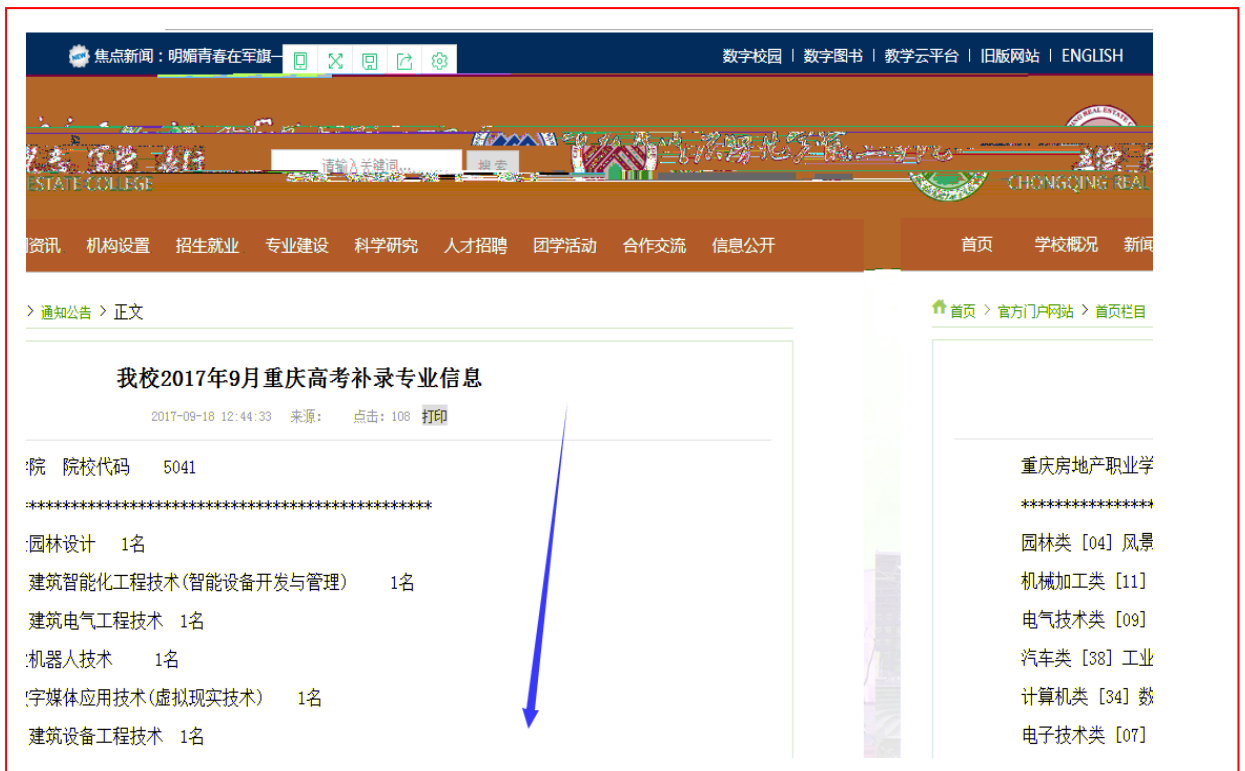 焦点新闻：明媚青春在军旗一
数字校园 | 数字图书 | 教学云平台 | 旧版网站 | ENGLISH
请输入关键词...
搜索
ESTATE COLLEGE
CHONGQING REAL
资讯 机构设置 招生就业 专业建设 科学研究 人才招聘 团学活动 合作交流 信息公开
首页 学校概况 新闻
> 通知公告 > 正文
首页 > 官方门户网站 > 首页栏目
我校2017年9月重庆高考补录专业信息
2017-09-18 12:44:33 来源： 点击：108 打印
院 院校代码 5041
*************************************************
园林设计 1名
建筑智能化工程技术(智能设备开发与管理) 1名
建筑电气工程技术 1名
机器人技术 1名
字媒体应用技术(虚拟现实技术) 1名
建筑设备工程技术 1名
重庆房地产职业学
****************
园林类 [04] 风景
机械加工类 [11]
电气技术类 [09]
汽车类 [38] 工业
计算机类 [34] 数
电子技术类 [07]